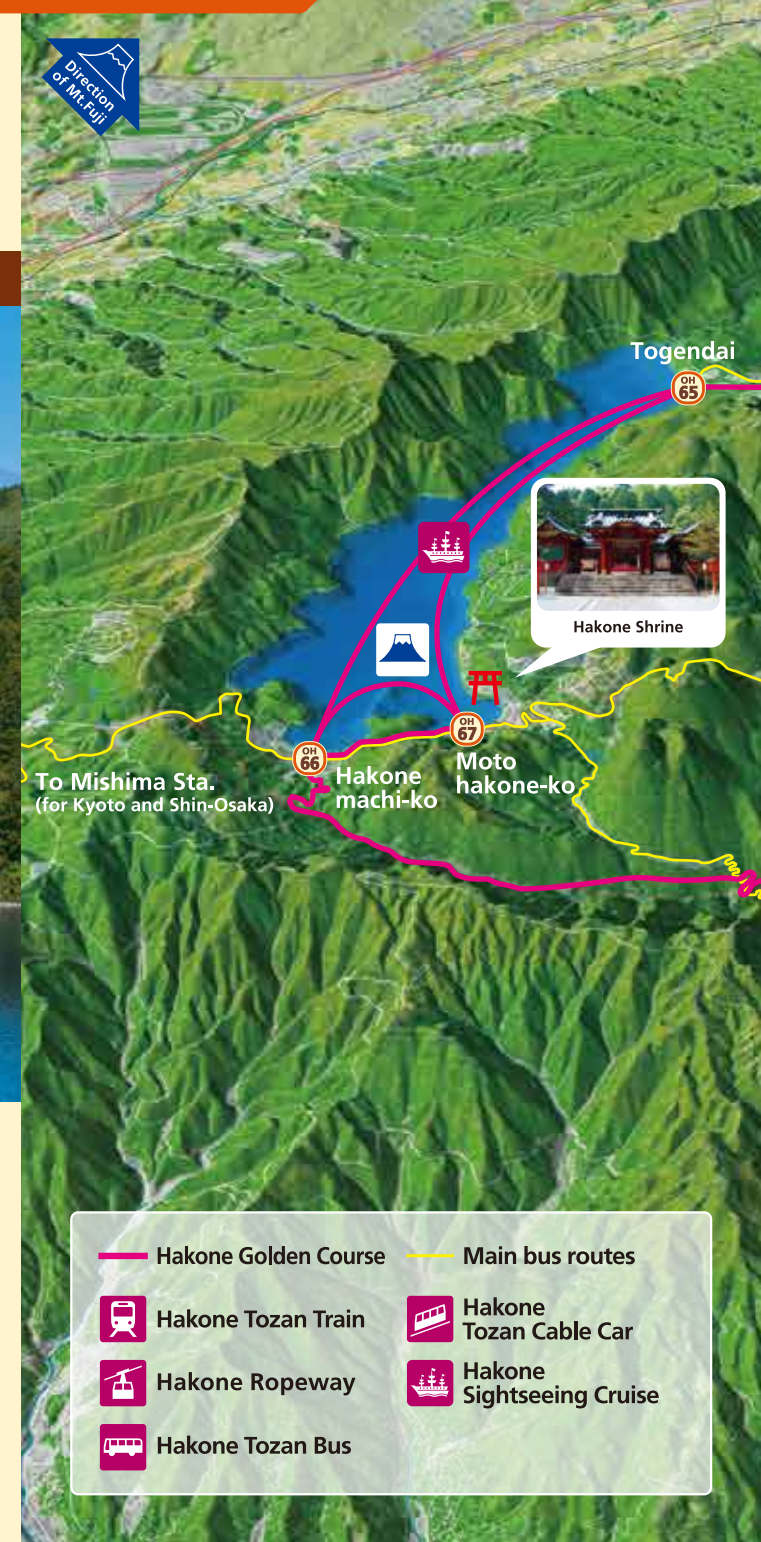 Direction
of Mt.Fuji
Togendai
OH
65
Hakone Shrine
OH
67
OH
66
Moto
hakone-ko
Hakone
machi-ko
To Mishima Sta.
(for Kyoto and Shin-Osaka)
Hakone Golden Course
Main bus routes
Hakone Tozan Train
Hakone
Tozan Cable Car
Hakone Ropeway
Hakone
Sightseeing Cruise
Hakone Tozan Bus